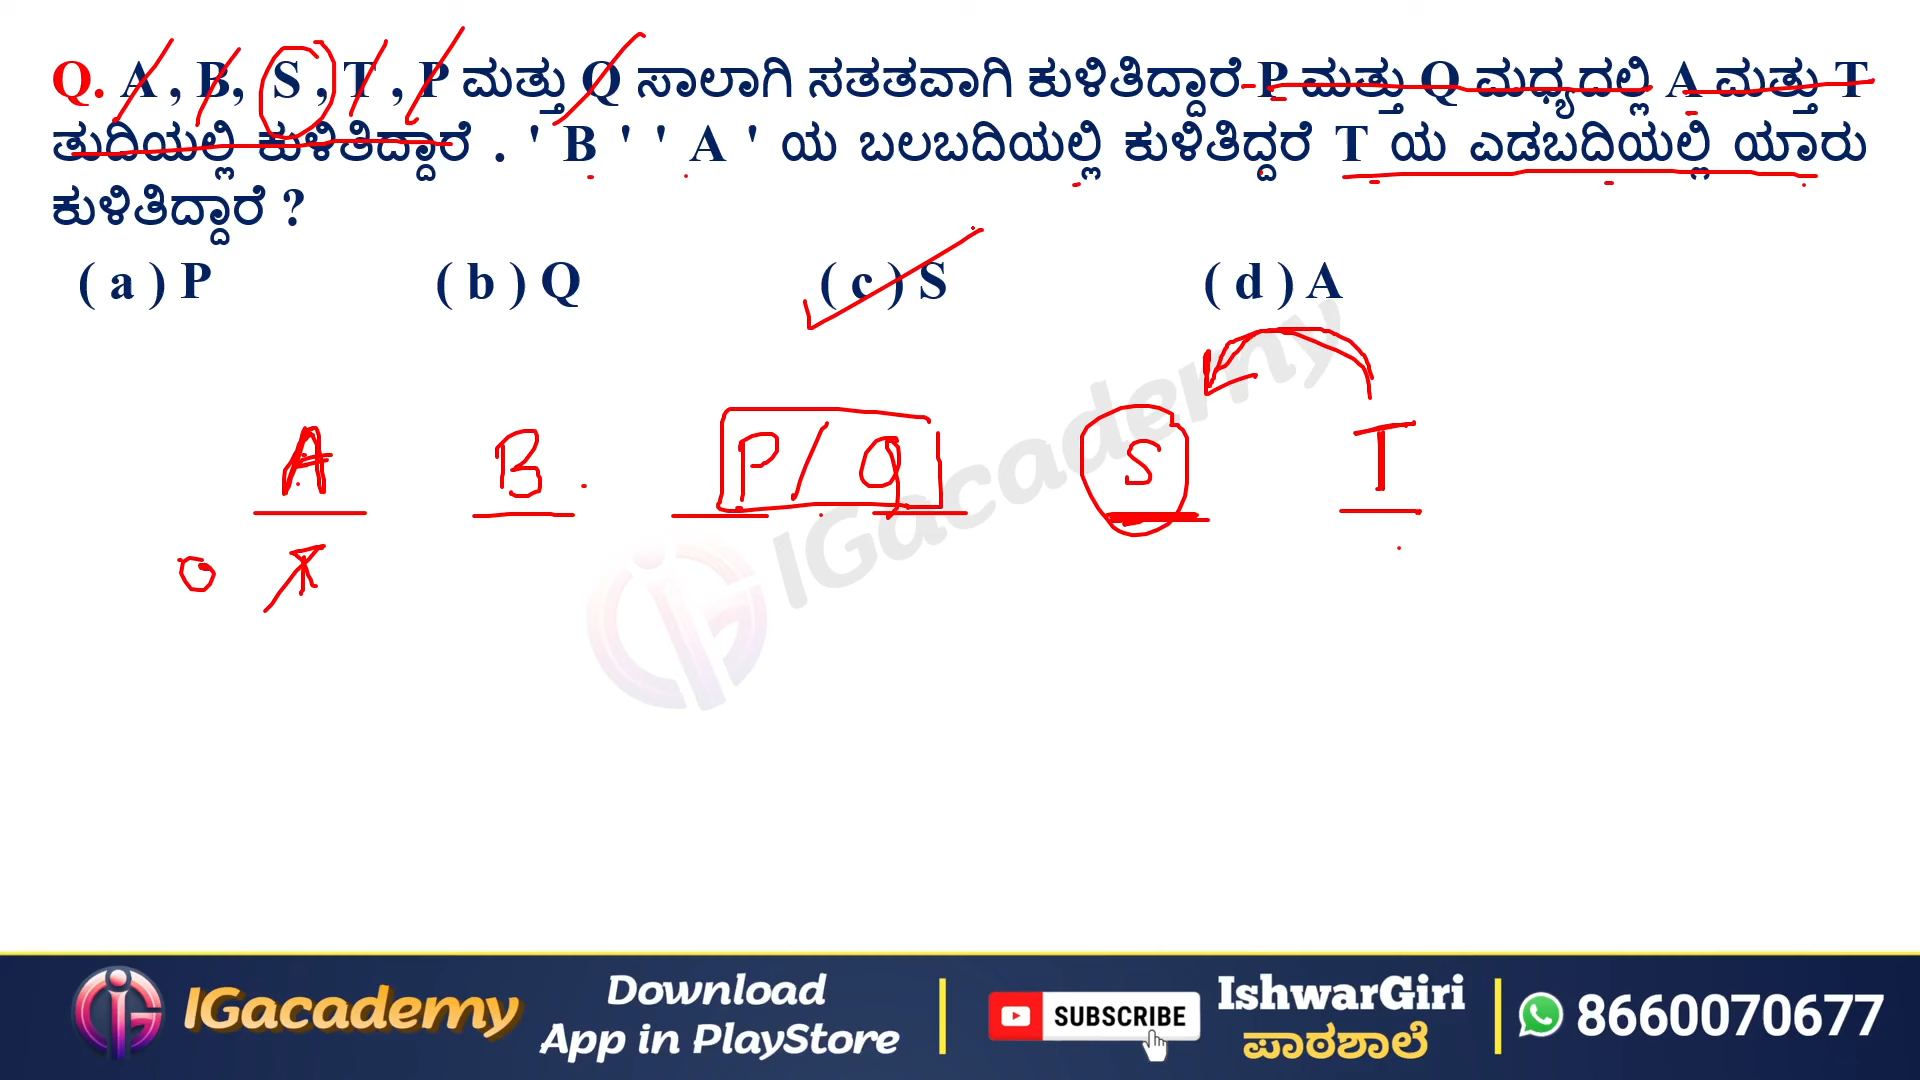 Q. A , B, S , T , P ಮತ್ತು Q ಸಾಲಾಗಿ ಸತತವಾಗಿ ಕುಳಿತಿದ್ದಾರೆ P ಮತ್ತು Q ಮಧ್ಯದಲ್ಲಿ A ಮತ್ತು T
ತುದಿಯಲ್ಲಿ ಕುಳಿತಿದ್ದಾರೆ . ' B ' ' A ' ಯ ಬಲಬದಿಯಲ್ಲಿ ಕುಳಿತಿದ್ದರೆ T ಯ ಎಡಬದಿಯಲ್ಲಿ ಯಾರು
ಕುಳಿತಿದ್ದಾರೆ ?
( a ) P ( b ) Q ( c ) S ( d ) A
A B P/Q S T
IGacademy
IGacademy Download App in PlayStore SUBSCRIBE IshwarGiri ಪಾಠಶಾಲೆ 8660070677